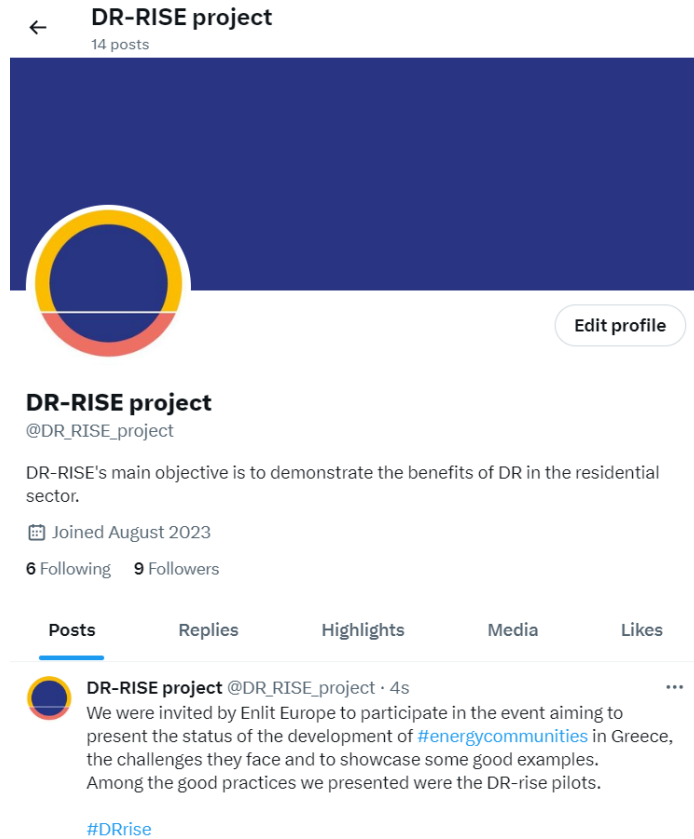 DR-RISE project
14 posts
Edit profile
DR-RISE project
@DR_RISE_project
DR-RISE's main objective is to demonstrate the benefits of DR in the residential
sector.
Joined August 2023
6 Following 9 Followers
Posts Replies Highlights Media Likes
DR-RISE project @DR_RISE_project · 4s
We were invited by Enlit Europe to participate in the event aiming to
present the status of the development of #energycommunities in Greece,
the challenges they face and to showcase some good examples.
Among the good practices we presented were the DR-rise pilots.
#DRrise